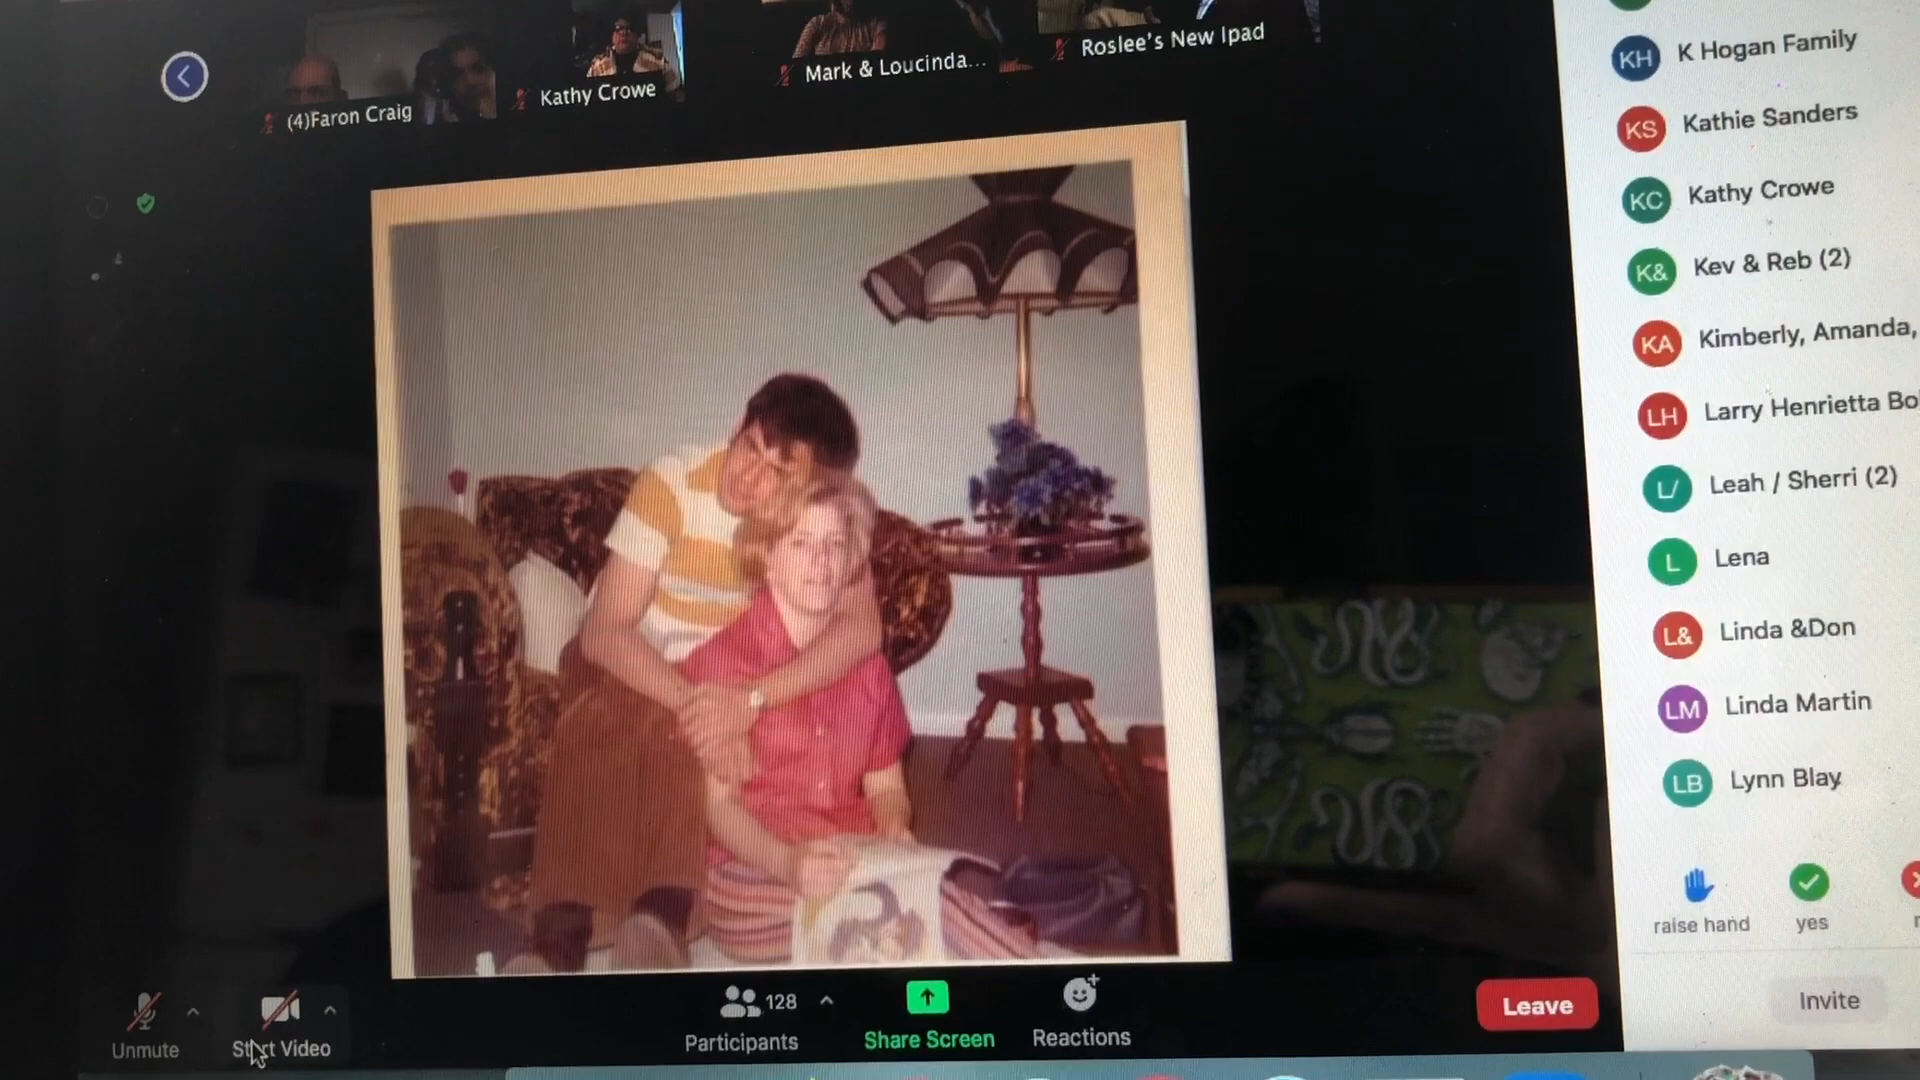 (4)Faron Craig
Kathy Crowe
Mark & Loucinda...
Roslee's New Ipad
KH K Hogan Family
KS Kathie Sanders
KC Kathy Crowe
K& Kev & Reb (2)
KA Kimberly, Amanda,
LH Larry Henrietta Bo
L/ Leah / Sherri (2)
L Lena
L& Linda &Don
LM Linda Martin
LB Lynn Blay
raise hand
yes
Invite
Unmute
Start Video
128
Participants
Share Screen
Reactions
Leave